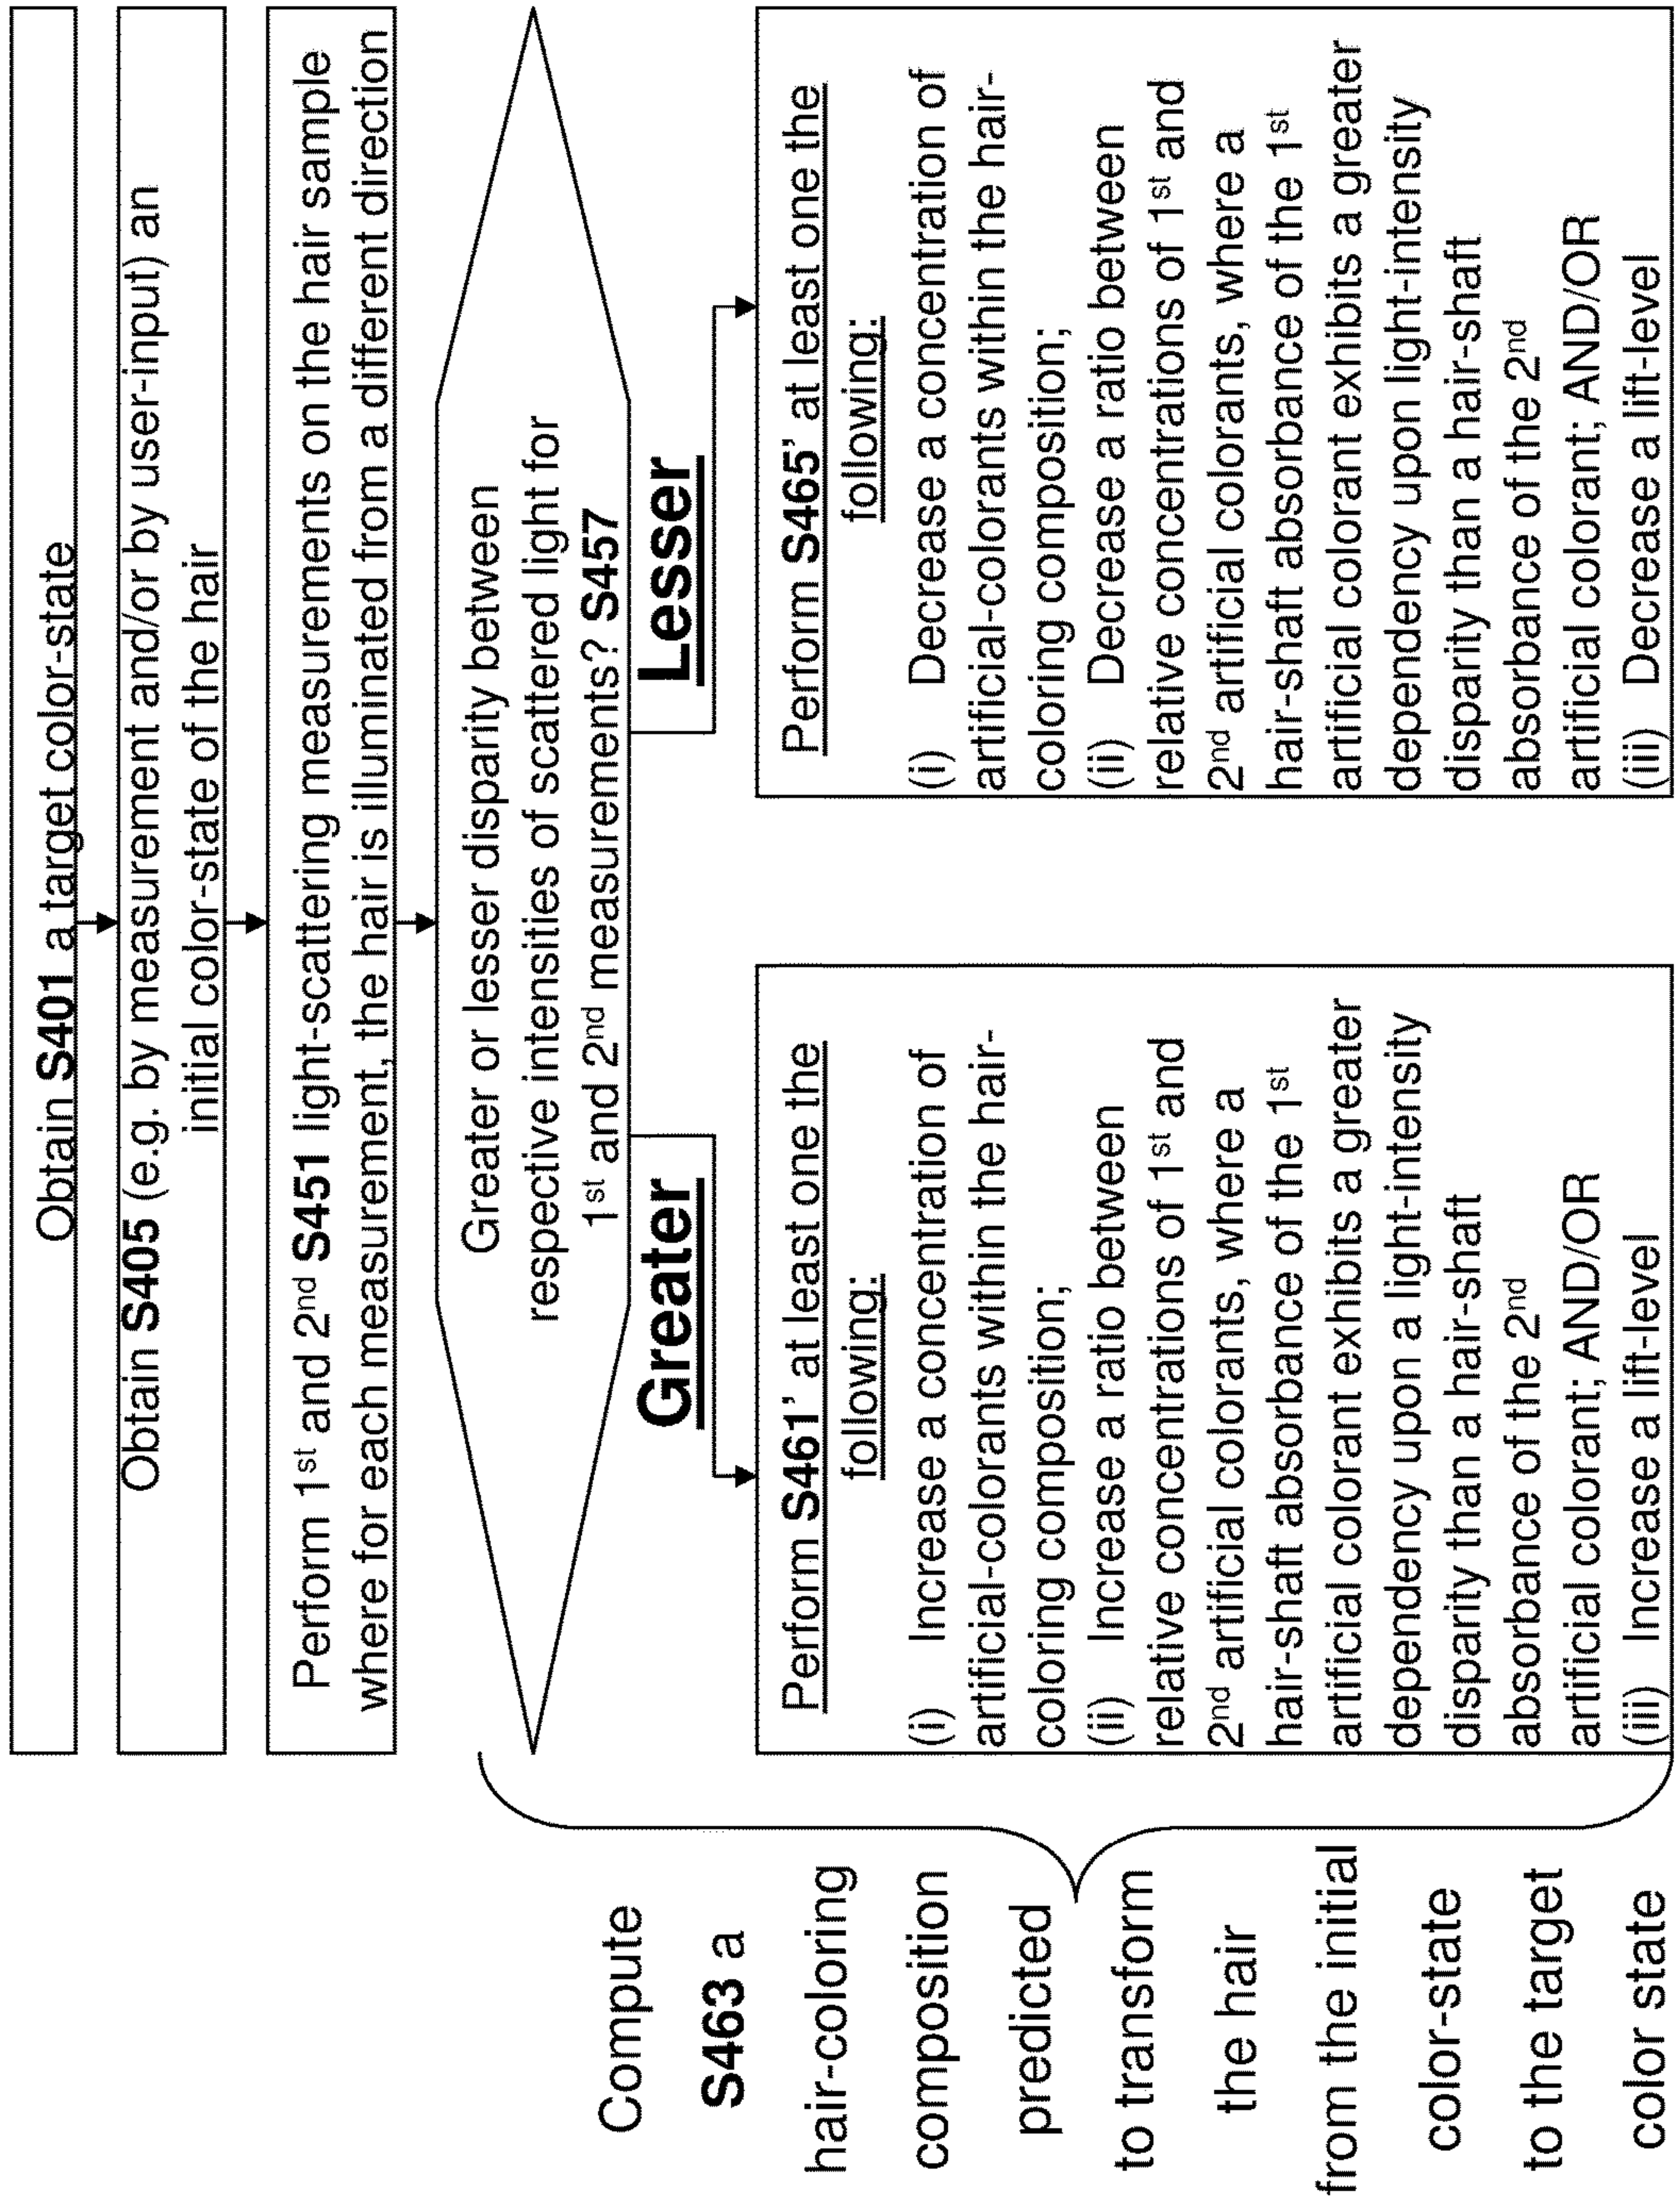 Obtain S401 a target color-state
Obtain S405 (e.g. by measurement and/or by user-input) an
initial color-state of the hair
Perform 1st and 2nd S451 light-scattering measurements on the hair sample
where for each measurement, the hair is illuminated from a different direction
Greater or lesser disparity between
respective intensities of scattered light for
1st and 2nd measurements? S457
Greater
Lesser
Compute
S463 a
hair-coloring
composition
predicted
to transform
the hair
from the initial
color-state
to the target
color state
Perform S461' at least one the
following:
(i) Increase a concentration of
artificial-colorants within the hair-
coloring composition;
(ii) Increase a ratio between
relative concentrations of 1st and
2nd artificial colorants, where a
hair-shaft absorbance of the 1st
artificial colorant exhibits a greater
dependency upon a light-intensity
disparity than a hair-shaft
absorbance of the 2nd
artificial colorant; AND/OR
(iii) Increase a lift-level
Perform S465' at least one the
following:
(i) Decrease a concentration of
artificial-colorants within the hair-
coloring composition;
(ii) Decrease a ratio between
relative concentrations of 1st and
2nd artificial colorants, where a
hair-shaft absorbance of the 1st
artificial colorant exhibits a greater
dependency upon light-intensity
disparity than a hair-shaft
absorbance of the 2nd
artificial colorant; AND/OR
(iii) Decrease a lift-level